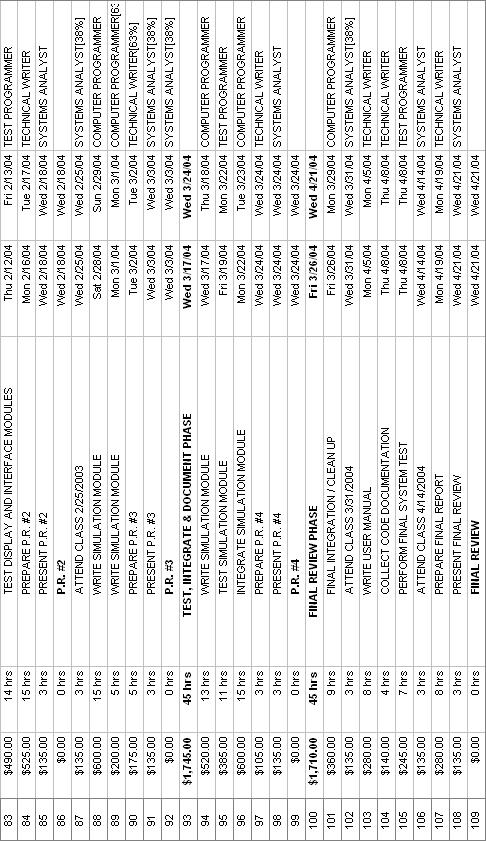 83 $490.00 14 hrs TEST DISPLAY AND INTERFACE MODULES Thu 2/12/04 Fri 2/13/04 TEST PROGRAMMER
84 $525.00 15 hrs PREPARE P.R. #2 Mon 2/16/04 Tue 2/17/04 TECHNICAL WRITER
85 $135.00 3 hrs PRESENT P.R. #2 Wed 2/18/04 Wed 2/18/04 SYSTEMS ANALYST
86 $0.00 0 hrs P.R. #2 Wed 2/18/04 Wed 2/18/04
87 $135.00 3 hrs ATTEND CLASS 2/25/2003 Wed 2/25/04 Wed 2/25/04 SYSTEMS ANALYST[38%]
88 $600.00 15 hrs WRITE SIMULATION MODULE Sat 2/28/04 Sun 2/29/04 COMPUTER PROGRAMMER
89 $200.00 5 hrs WRITE SIMULATION MODULE Mon 3/1/04 Mon 3/1/04 COMPUTER PROGRAMMER[63
90 $175.00 5 hrs PREPARE P.R. #3 Tue 3/2/04 Tue 3/2/04 TECHNICAL WRITER[63%]
91 $135.00 3 hrs PRESENT P.R. #3 Wed 3/3/04 Wed 3/3/04 SYSTEMS ANALYST[38%]
92 $0.00 0 hrs P.R. #3 Wed 3/3/04 Wed 3/3/04 SYSTEMS ANALYST[38%]
93 $1,745.00 45 hrs TEST, INTEGRATE & DOCUMENT PHASE Wed 3/17/04 Wed 3/24/04
94 $520.00 13 hrs WRITE SIMULATION MODULE Wed 3/17/04 Thu 3/18/04 COMPUTER PROGRAMMER
95 $385.00 11 hrs TEST SIMULATION MODULE Fri 3/19/04 Mon 3/22/04 TEST PROGRAMMER
96 $600.00 15 hrs INTEGRATE SIMULATION MODULE Mon 3/22/04 Tue 3/23/04 COMPUTER PROGRAMMER
97 $105.00 3 hrs PREPARE P.R. #4 Wed 3/24/04 Wed 3/24/04 TECHNICAL WRITER
98 $135.00 3 hrs PRESENT P.R. #4 Wed 3/24/04 Wed 3/24/04 SYSTEMS ANALYST
99 $0.00 0 hrs P.R. #4 Wed 3/24/04 Wed 3/24/04
100 $1,710.00 45 hrs FINAL REVIEW PHASE Fri 3/26/04 Wed 4/21/04
101 $360.00 9 hrs FINAL INTEGRATION / CLEAN UP Fri 3/26/04 Mon 3/29/04 COMPUTER PROGRAMMER
102 $135.00 3 hrs ATTEND CLASS 3/31/2004 Wed 3/31/04 Wed 3/31/04 SYSTEMS ANALYST[38%]
103 $280.00 8 hrs WRITE USER MANUAL Mon 4/5/04 Mon 4/5/04 TECHNICAL WRITER
104 $140.00 4 hrs COLLECT CODE DOCUMENTATION Thu 4/8/04 Thu 4/8/04 TECHNICAL WRITER
105 $245.00 7 hrs PERFORM FINAL SYSTEM TEST Thu 4/8/04 Thu 4/8/04 TEST PROGRAMMER
106 $135.00 3 hrs ATTEND CLASS 4/14/2004 Wed 4/14/04 Wed 4/14/04 SYSTEMS ANALYST
107 $280.00 8 hrs PREPARE FINAL REPORT Mon 4/19/04 Mon 4/19/04 TECHNICAL WRITER
108 $135.00 3 hrs PRESENT FINAL REVIEW Wed 4/21/04 Wed 4/21/04 SYSTEMS ANALYST
109 $0.00 0 hrs FINAL REVIEW Wed 4/21/04 Wed 4/21/04